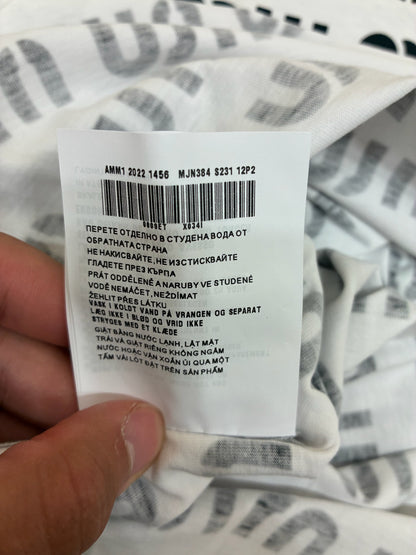 AMM1 2022 1456 MJN384 S231 12P2
0009ET X034I
ПЕРЕТЕ ОТДЕЛНО В СТУДЕНА ВОДА ОТ
ОБРАТНАТА СТРАНА
НЕ НАКИСВАЙТЕ, НЕ ИЗСТИСКВАЙТЕ
ГЛАДЕТЕ ПРЕЗ КЪРПА
PRÁT ODDĚLENĚ A NARUBY VE STUDENÉ
VODĚ NEMÁČET, NEŽDÍMAT
ŽEHLIT PŘES LÁTKU
VASK I KOLDT VAND PÅ VRANGEN OG SEPARAT
LÆG IKKE I BLØD OG VRID IKKE
STRYGES MED ET KLÆDE
GIẶT BẰNG NƯỚC LẠNH, LẬT MẶT
TRÁI VÀ GIẶT RIÊNG KHÔNG NGÂM
NƯỚC HOẶC VẶN XOẮN ỦI QUA MỘT
TẤM VẢI LÓT ĐẶT TRÊN SẢN PHẨM